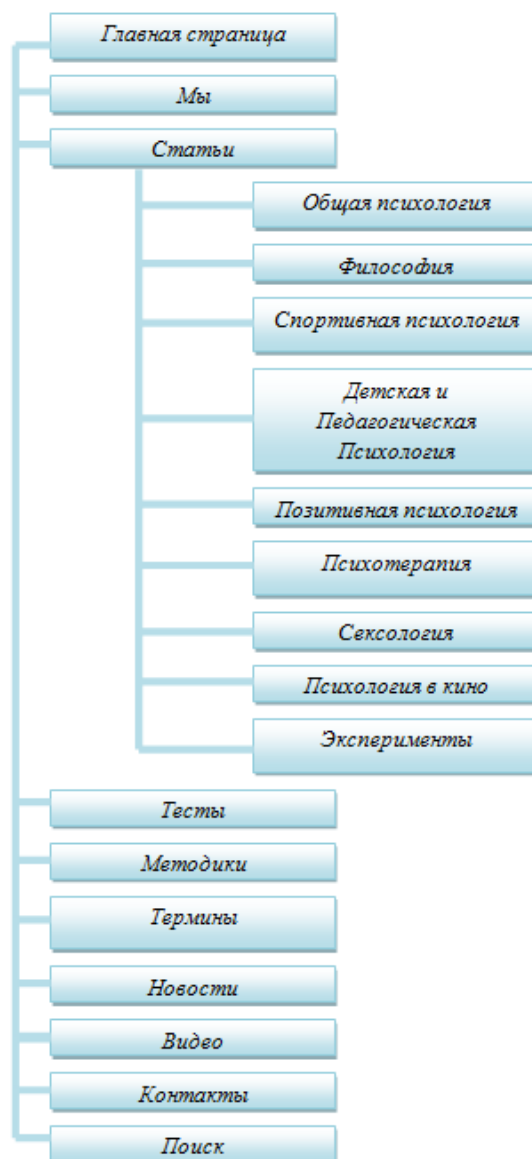 Главная страница
Мы
Статьи
Общая психология
Философия
Спортивная психология
Детская и
Педагогическая
Психология
Позитивная психология
Психотерапия
Сексология
Психология в кино
Эксперименты
Тесты
Методики
Термины
Новости
Видео
Контакты
Поиск